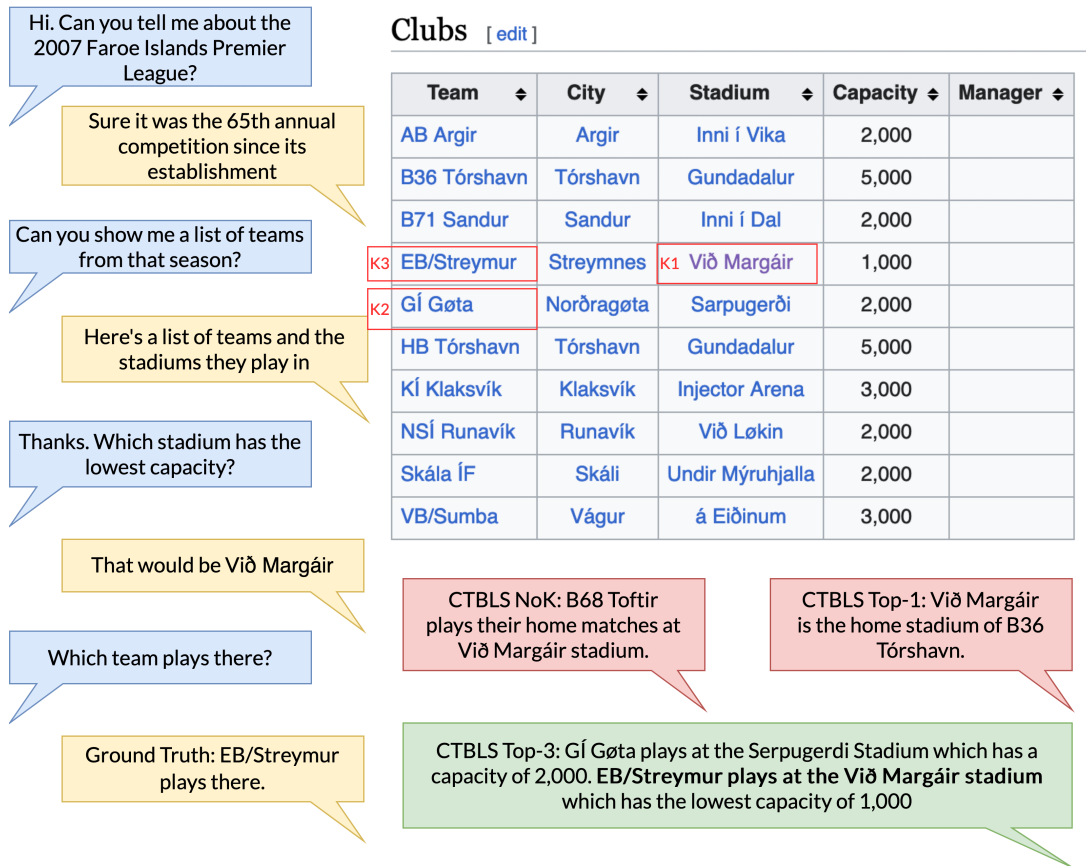 Hi. Can you tell me about the
2007 Faroe Islands Premier
League?
Sure it was the 65th annual
competition since its
establishment
Can you show me a list of teams
from that season?
Here's a list of teams and the
stadiums they play in
Thanks. Which stadium has the
lowest capacity?
That would be Við Margáir
Which team plays there?
Ground Truth: EB/Streymur
plays there.
Clubs [ edit ]
Team City Stadium Capacity Manager
AB Argir Argir Inni í Vika 2,000
B36 Tórshavn Tórshavn Gundadalur 5,000
B71 Sandur Sandur Inni í Dal 2,000
K3 EB/Streymur Streymnes K1 Við Margáir 1,000
K2 GÍ Gøta Norðragøta Sarpugerði 2,000
HB Tórshavn Tórshavn Gundadalur 5,000
KÍ Klaksvík Klaksvík Injector Arena 3,000
NSÍ Runavík Runavík Við Løkin 2,000
Skála ÍF Skáli Undir Mýruhjalla 2,000
VB/Sumba Vágur á Eiðinum 3,000
CTBLS NoK: B68 Toftir
plays their home matches at
Við Margáir stadium.
CTBLS Top-1: Við Margáir
is the home stadium of B36
Tórshavn.
CTBLS Top-3: GÍ Gøta plays at the Serpugerdi Stadium which has a
capacity of 2,000. EB/Streymur plays at the Við Margáir stadium
which has the lowest capacity of 1,000